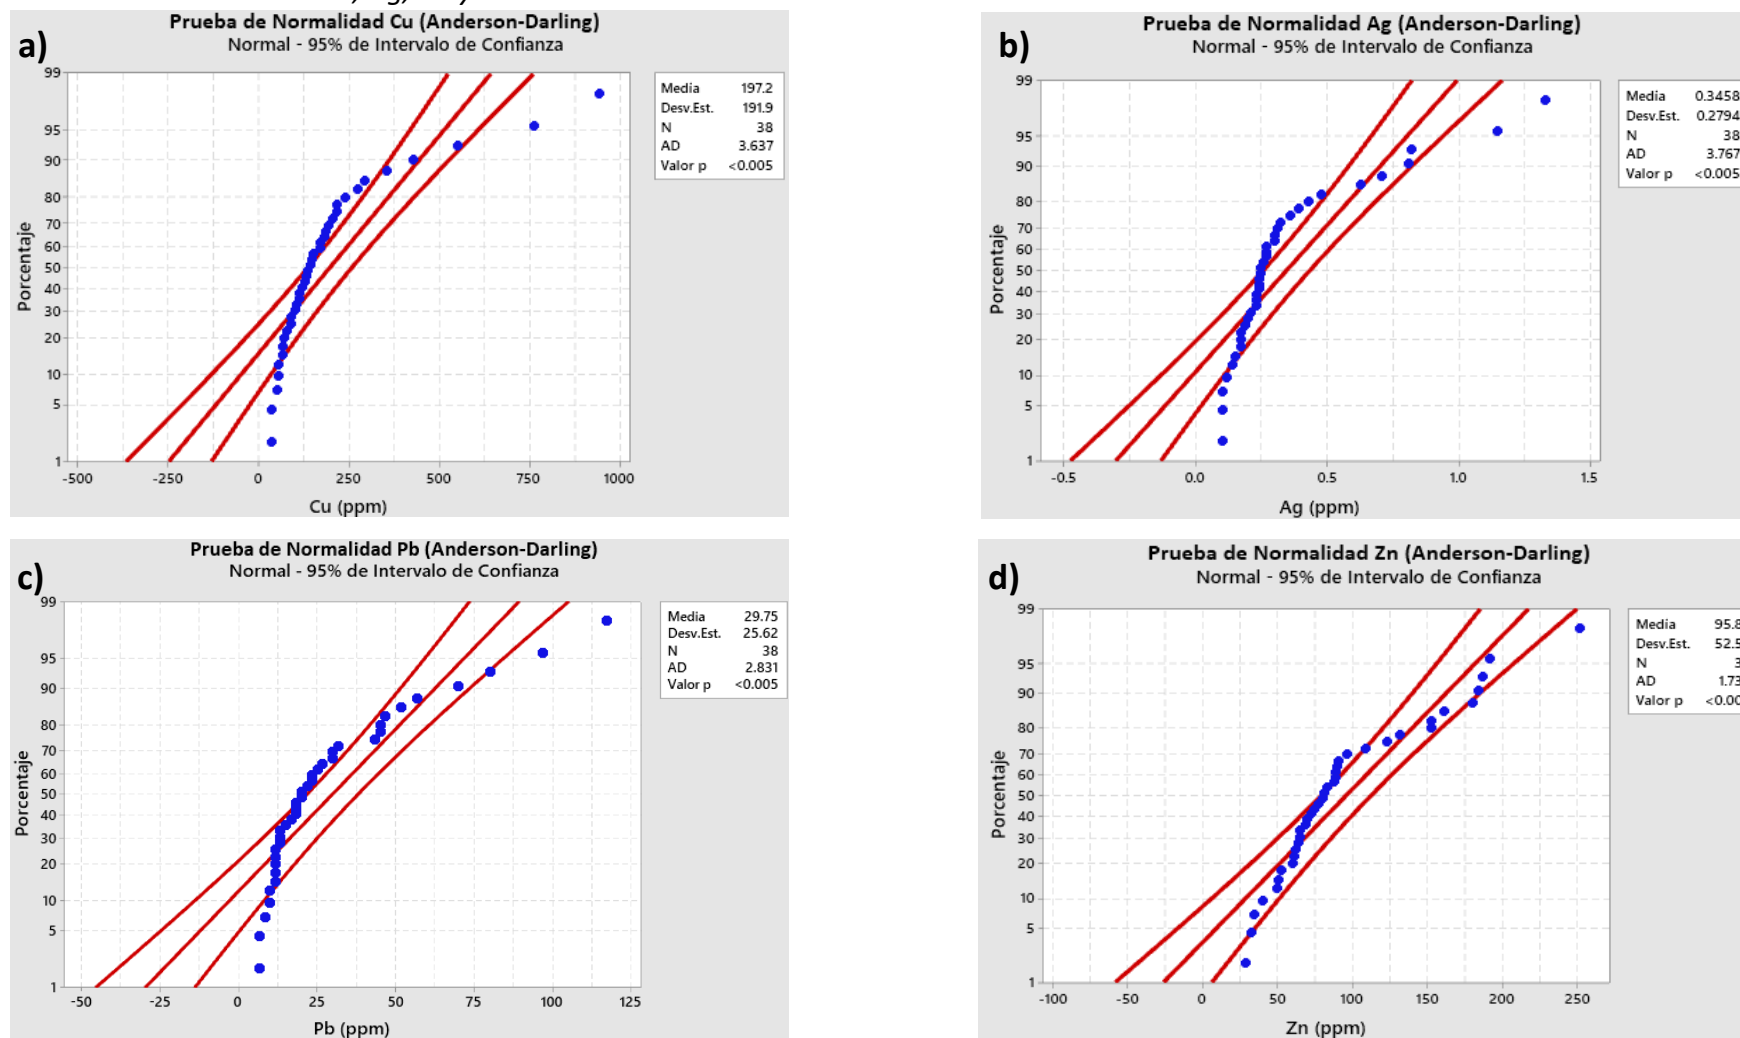 a)
Prueba de Normalidad Cu (Anderson-Darling)
Normal - 95% de Intervalo de Confianza
Porcentaje
99
95
90
80
70
60
50
40
30
20
10
5
1
-500
-250
0
250
500
750
1000
Cu (ppm)
Media 197.2
Desv.Est. 191.9
N 38
AD 3.637
Valor p <0.005
b)
Prueba de Normalidad Ag (Anderson-Darling)
Normal - 95% de Intervalo de Confianza
Porcentaje
99
95
90
80
70
60
50
40
30
20
10
5
1
-0.5
0.0
0.5
1.0
1.5
Ag (ppm)
Media 0.3458
Desv.Est. 0.2794
N 38
AD 3.767
Valor p <0.005
c)
Prueba de Normalidad Pb (Anderson-Darling)
Normal - 95% de Intervalo de Confianza
Porcentaje
99
95
90
80
70
60
50
40
30
20
10
5
1
-50
-25
0
25
50
75
100
125
Pb (ppm)
Media 29.75
Desv.Est. 25.62
N 38
AD 2.831
Valor p <0.005
d)
Prueba de Normalidad Zn (Anderson-Darling)
Normal - 95% de Intervalo de Confianza
Porcentaje
99
95
90
80
70
60
50
40
30
20
10
5
1
-100
-50
0
50
100
150
200
250
Zn (ppm)
Media 95.8
Desv.Est. 52.5
N 3
AD 1.73
Valor p <0.00